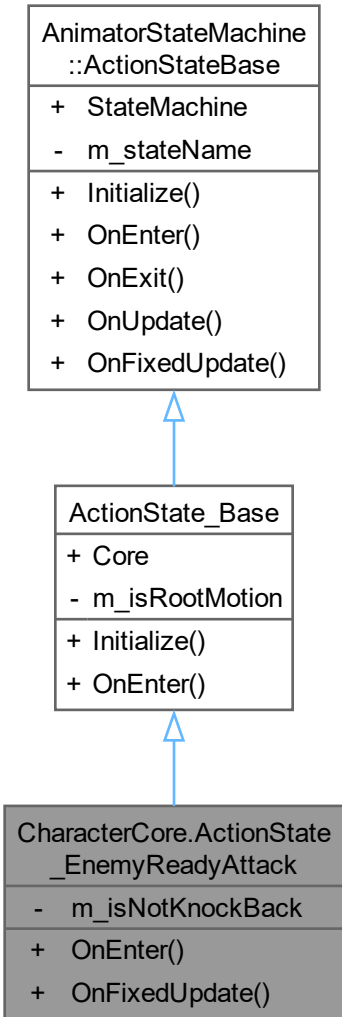 AnimatorStateMachine
::ActionStateBase
+ StateMachine
- m_stateName
+ Initialize()
+ OnEnter()
+ OnExit()
+ OnUpdate()
+ OnFixedUpdate()
ActionState_Base
+ Core
- m_isRootMotion
+ Initialize()
+ OnEnter()
CharacterCore.ActionState
_EnemyReadyAttack
- m_isNotKnockBack
+ OnEnter()
+ OnFixedUpdate()